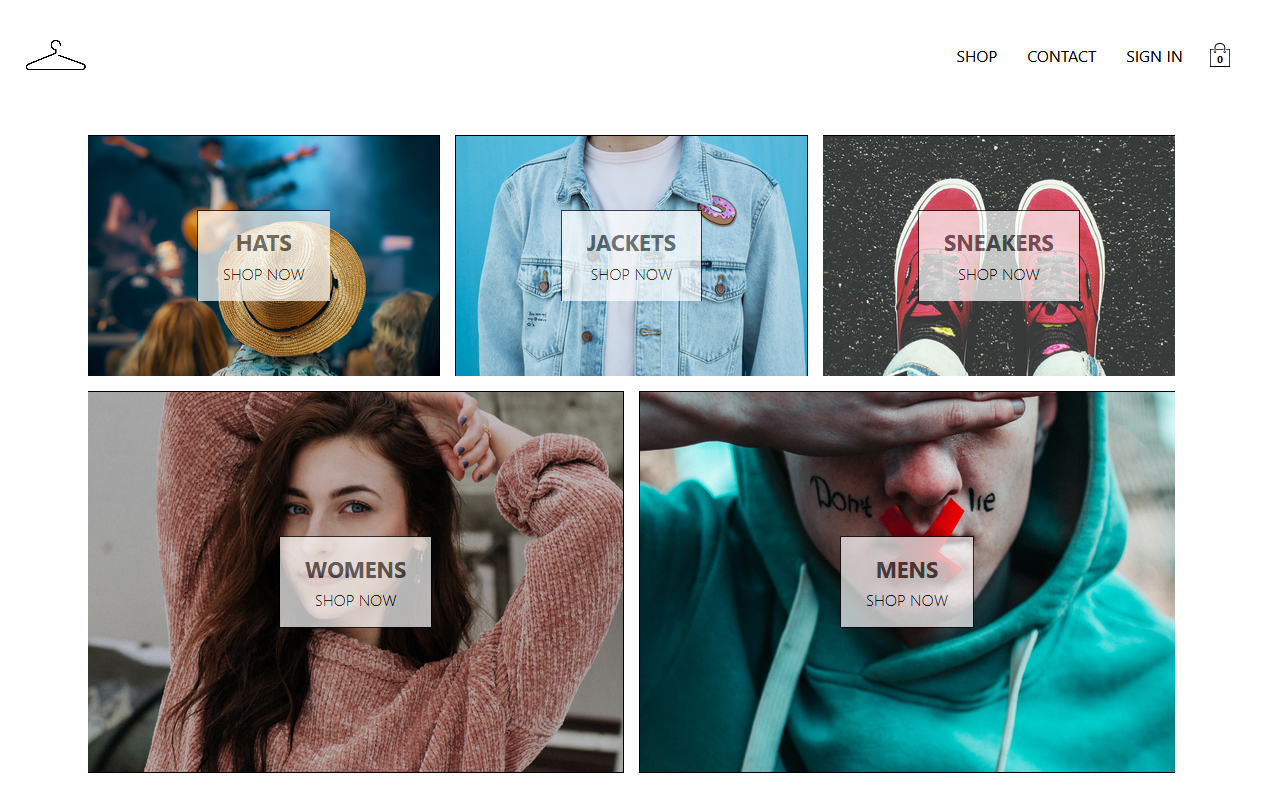 SHOP
CONTACT
SIGN IN
0
HATS
SHOP NOW
JACKETS
SHOP NOW
SNEAKERS
SHOP NOW
WOMENS
SHOP NOW
Don't lie
MENS
SHOP NOW